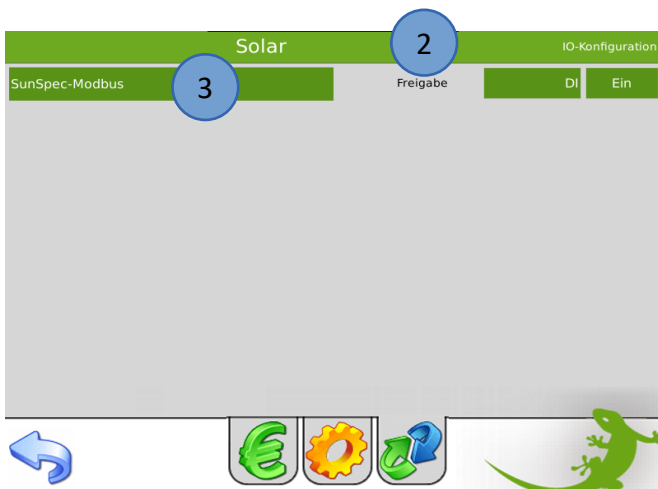 Solar
2
IO-Konfiguration
SunSpec-Modbus
3
Freigabe
DI
Ein